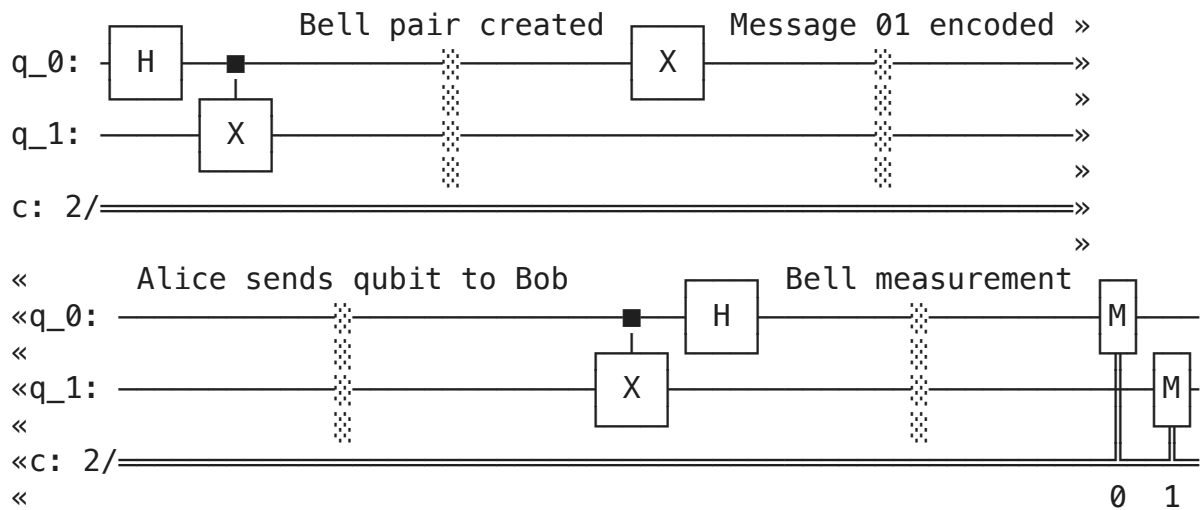 Bell pair created X Message 01 encoded »
q_0: H ■ »
»
q_1: X »
»
c: 2/ »
»
« Alice sends qubit to Bob H Bell measurement M
«q_0: ■
«
«q_1: X M
«
«c: 2/
« 0 1